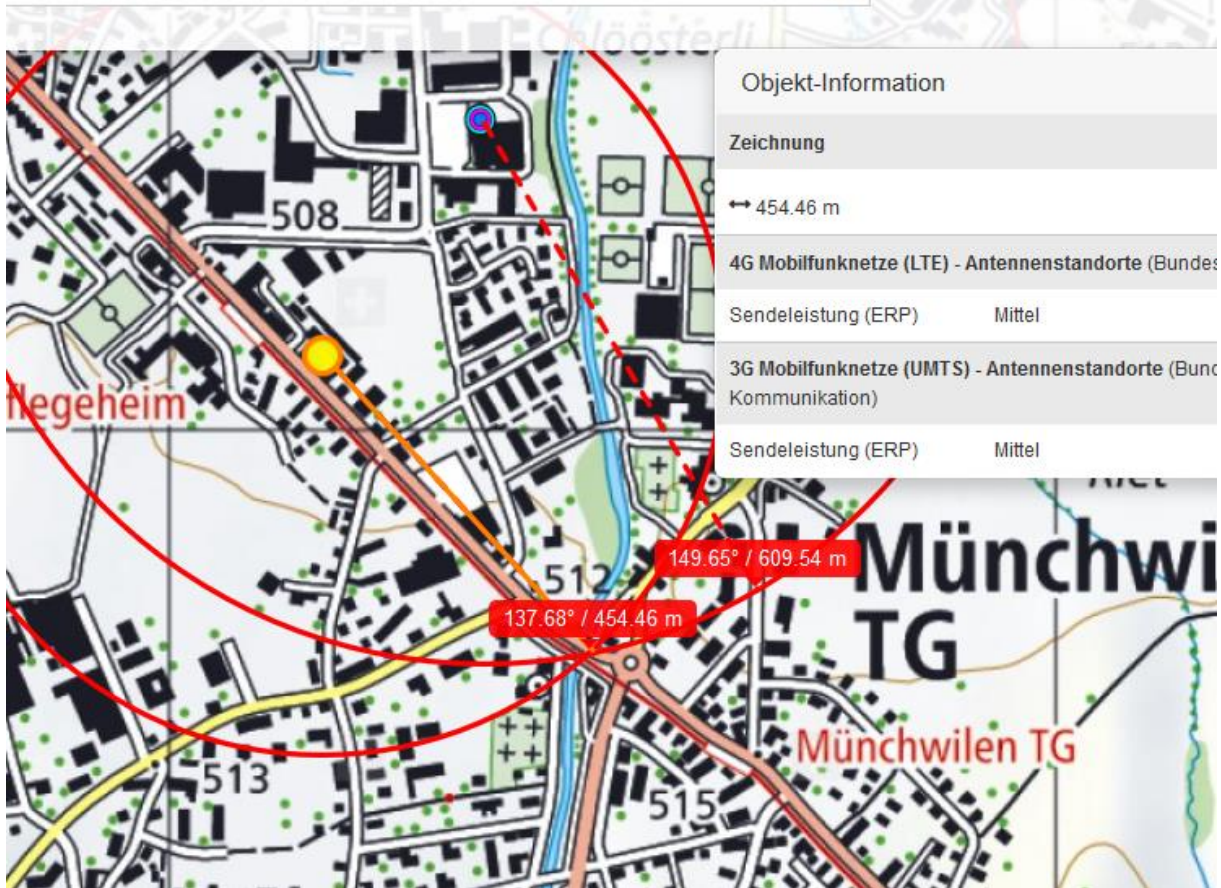 Objekt-Information
Zeichnung
454.46 m
4G Mobilfunknetze (LTE) - Antennenstandorte (Bundes
Sendeleistung (ERP) Mittel
3G Mobilfunknetze (UMTS) - Antennenstandorte (Bund
Kommunikation)
Sendeleistung (ERP) Mittel
508
flegeheim
512
149.65° / 609.54 m
137.68° / 454.46 m
Münchwi
TG
Münchwilen TG
513
515